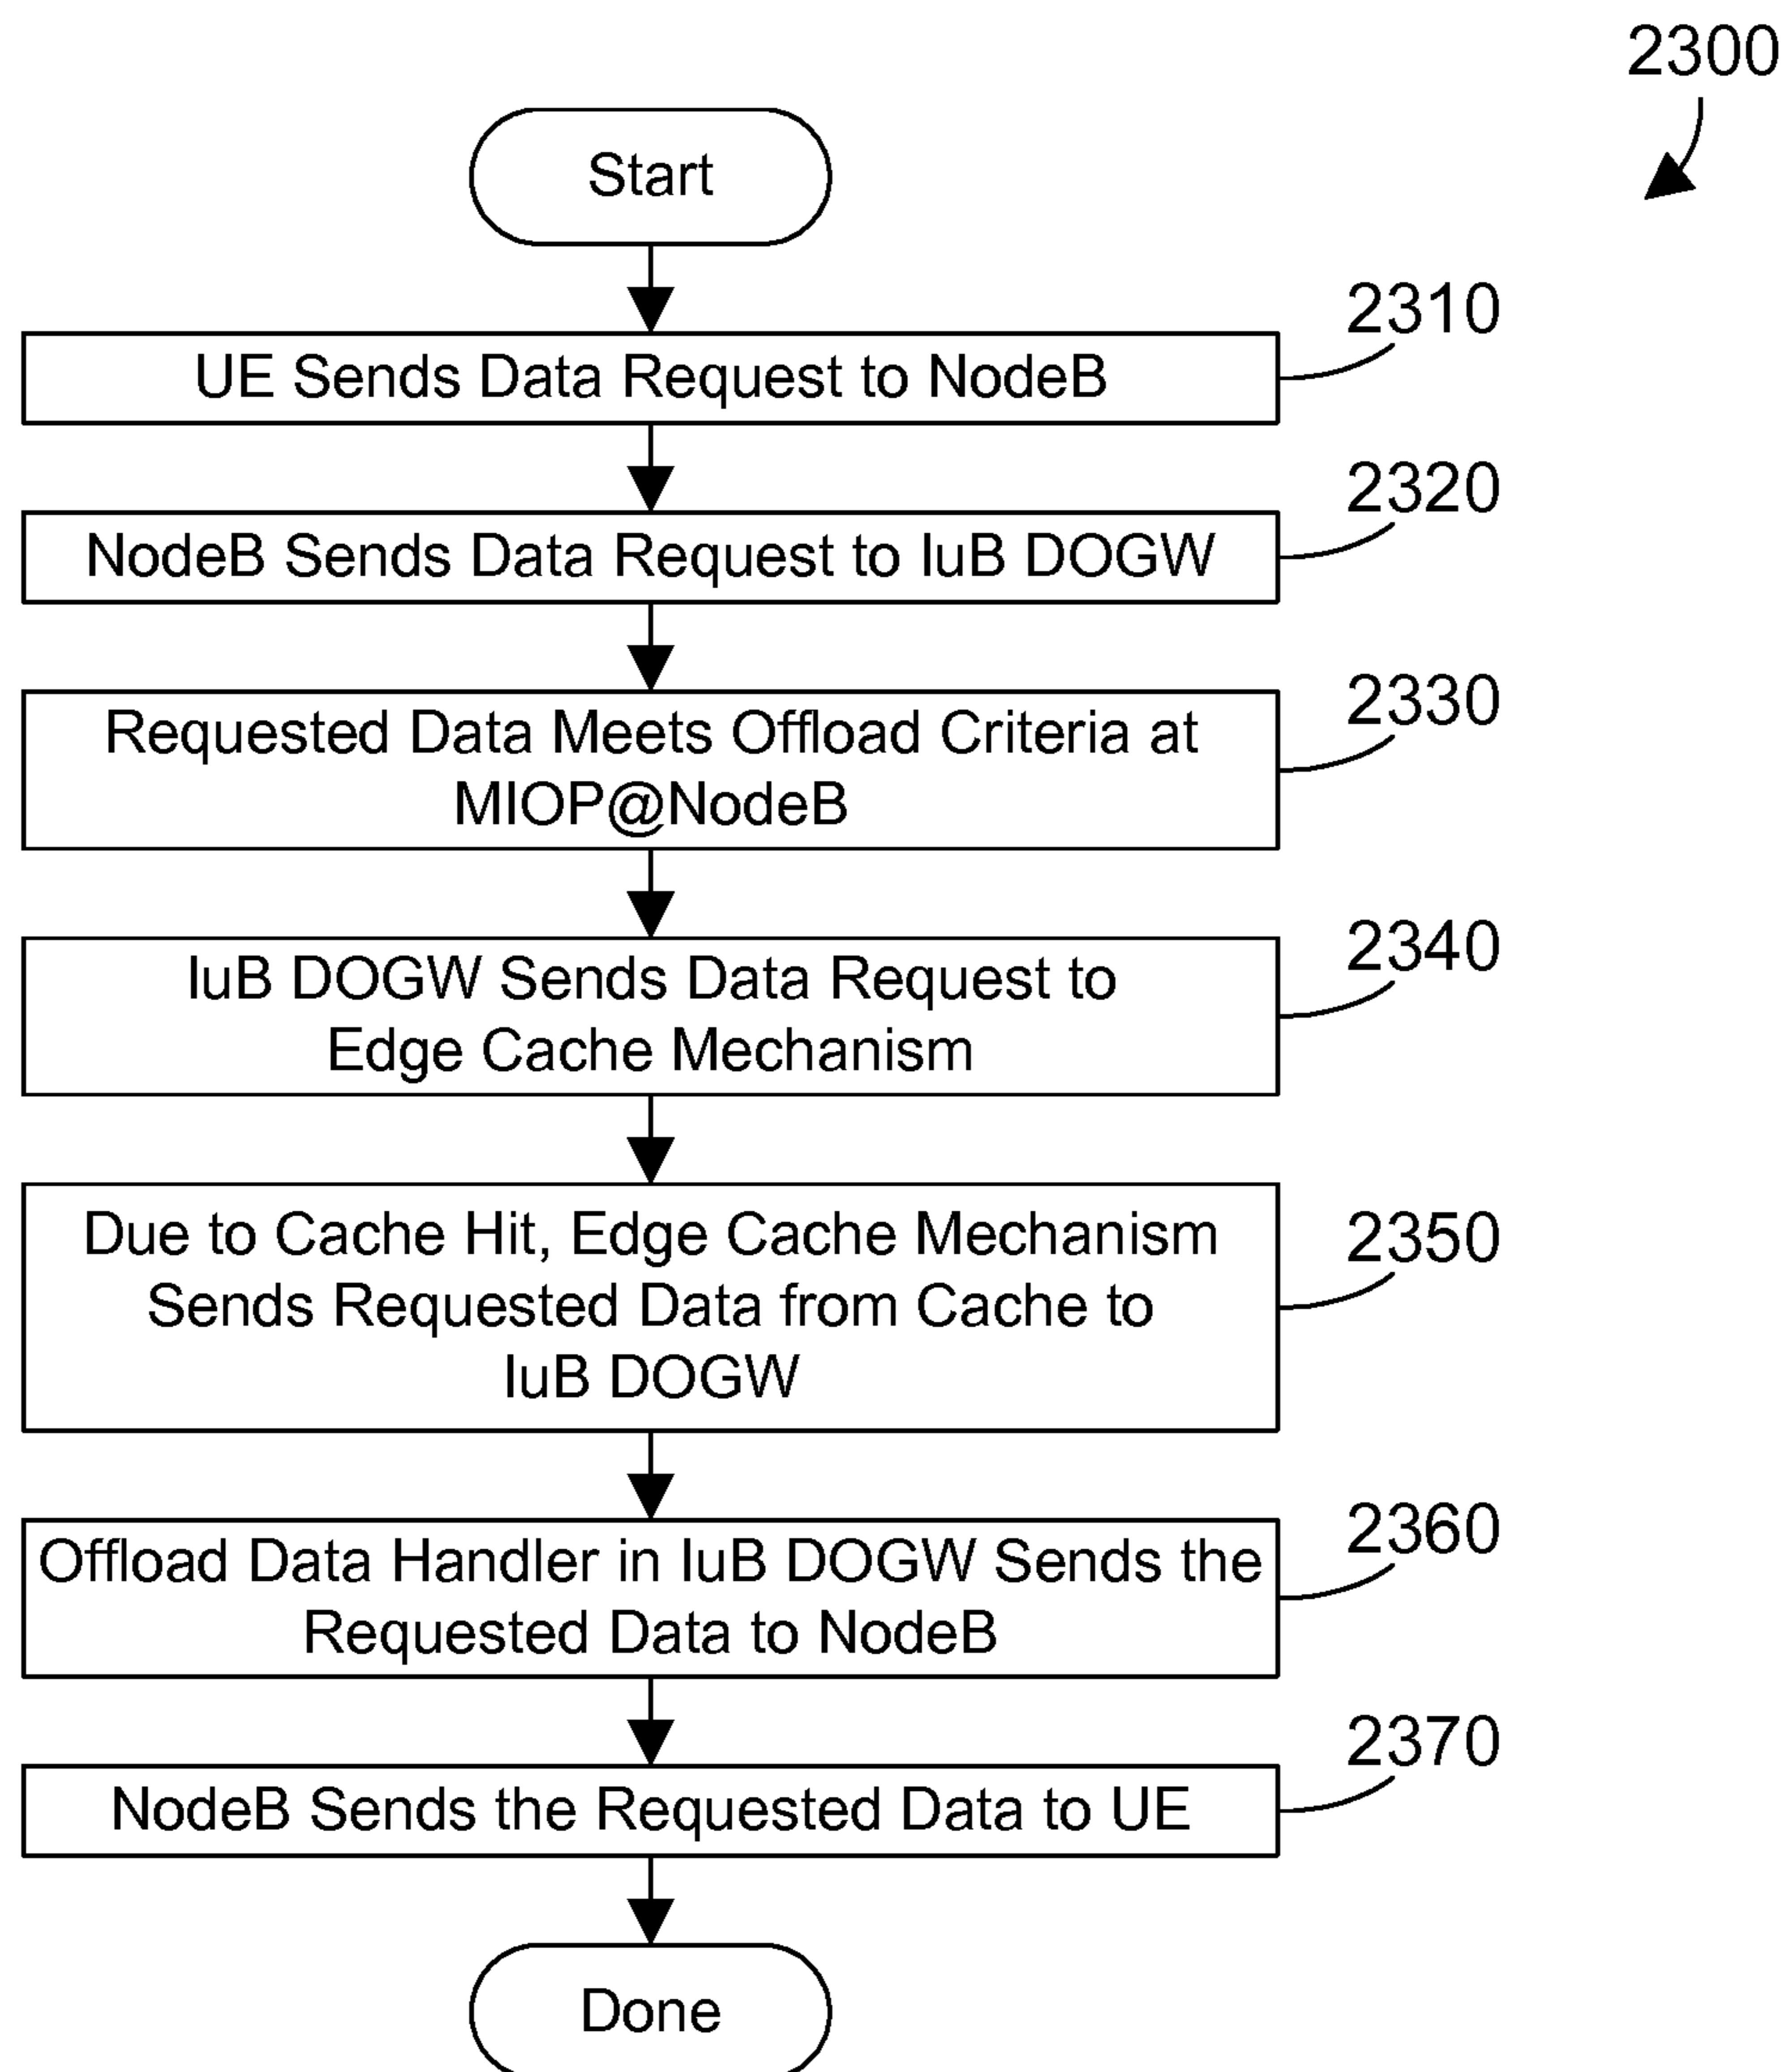 2300
Start
2310
UE Sends Data Request to NodeB
2320
NodeB Sends Data Request to IuB DOGW
2330
Requested Data Meets Offload Criteria at
MIOP@NodeB
2340
IuB DOGW Sends Data Request to
Edge Cache Mechanism
2350
Due to Cache Hit, Edge Cache Mechanism
Sends Requested Data from Cache to
IuB DOGW
2360
Offload Data Handler in IuB DOGW Sends the
Requested Data to NodeB
2370
NodeB Sends the Requested Data to UE
Done